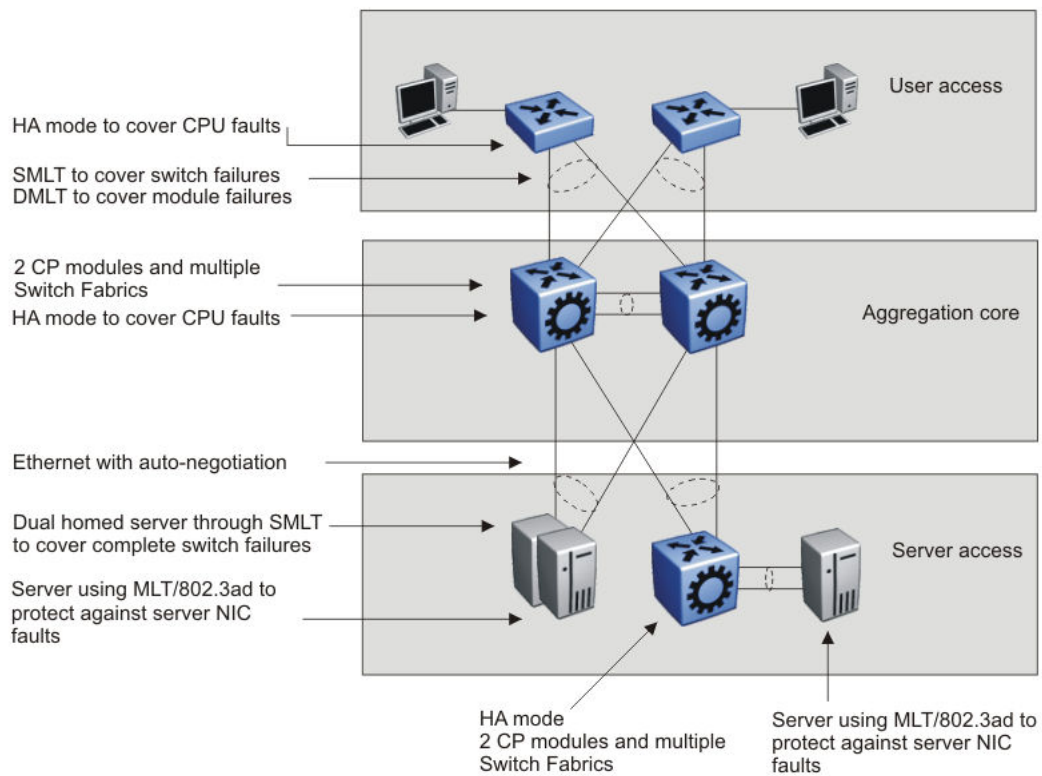 User access
HA mode to cover CPU faults
SMLT to cover switch failures
DMLT to cover module failures
2 CP modules and multiple
Switch Fabrics
HA mode to cover CPU faults
Aggregation core
Ethernet with auto-negotiation
Dual homed server through SMLT
to cover complete switch failures
Server access
Server using MLT/802.3ad to
protect against server NIC
faults
HA mode
2 CP modules and multiple
Switch Fabrics
Server using MLT/802.3ad to
protect against server NIC
faults